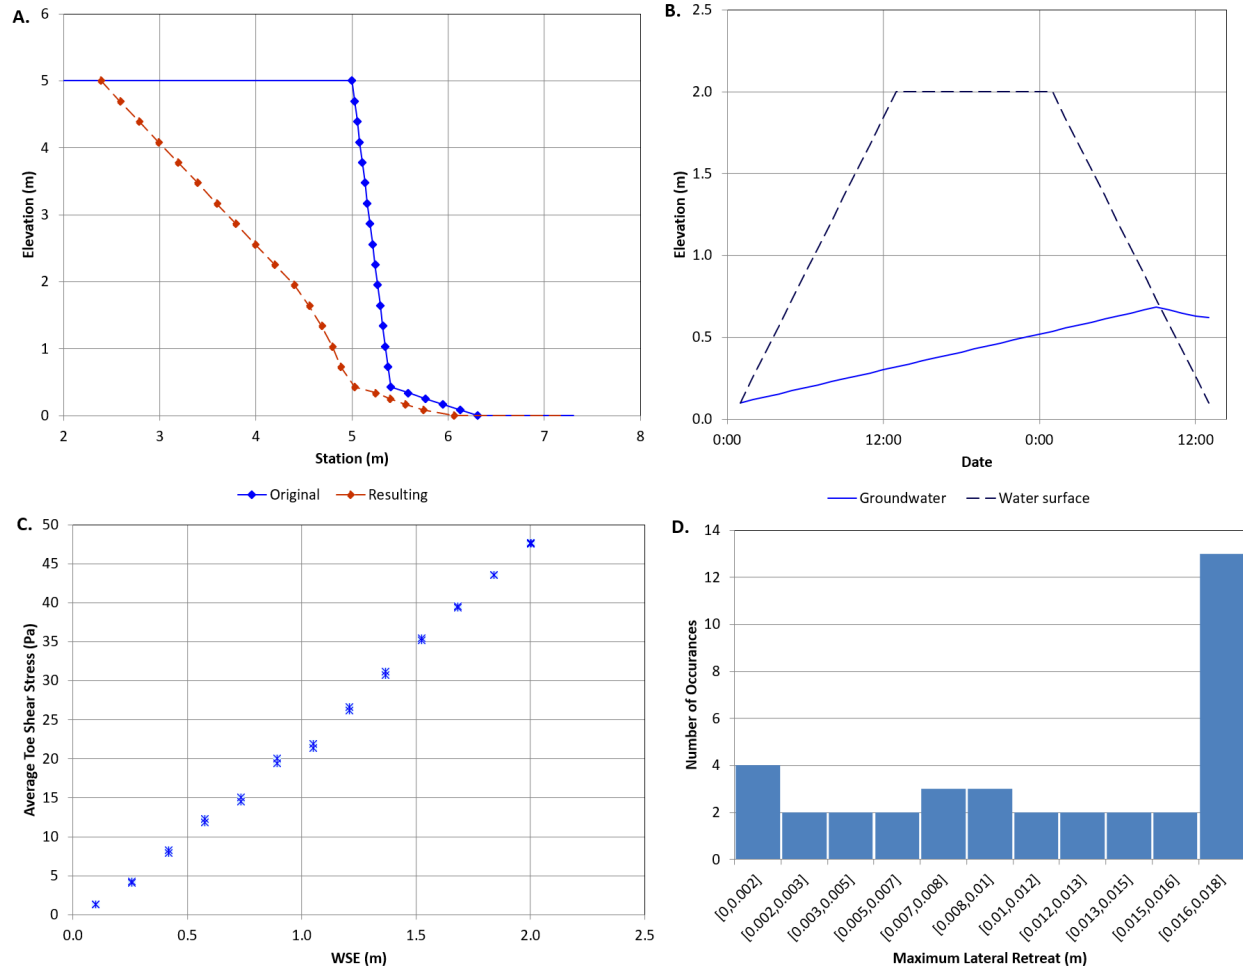 A.
6
5
4
3
2
1
0
Elevation (m)
2 3 4 5 6 7 8
Station (m)
Original Resulting
B.
2.5
2.0
1.5
1.0
0.5
0.0
Elevation (m)
0:00 12:00 0:00 12:00
Date
Groundwater Water surface
C.
50
45
40
35
30
25
20
15
10
5
0
Average Toe Shear Stress (Pa)
0.0 0.5 1.0 1.5 2.0 2.5
WSE (m)
D.
14
12
10
8
6
4
2
0
Number of Occurances
[0,0.002]
[0.002,0.003]
[0.003,0.005]
[0.005,0.007]
[0.007,0.008]
[0.008,0.01]
[0.01,0.012]
[0.012,0.013]
[0.013,0.015]
[0.015,0.016]
[0.016,0.018]
Maximum Lateral Retreat (m)